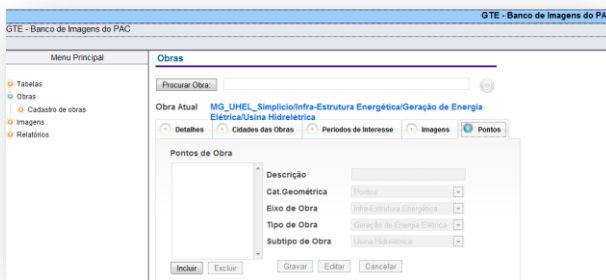 GTE - Banco de Imagens do PA
GTE - Banco de Imagens do PAC
Menu Principal
Tabelas
Obras
Cadastro de obras
Imagens
Relatórios
Obras
Procurar Obra:
Obra Atual MG_UHEL_Simplicio/Infra-Estrutura Energética/Geração de Energia
Elétrica/Usina Hidrelétrica
Detalhes Cidades das Obras Periodos de Interesse Imagens Pontos
Pontos de Obra
Descrição
Cat.Geométrica Pontos
Eixo de Obra Infra-Estrutura Energética
Tipo de Obra Geração de Energia Elétrica
Subtipo de Obra Usina Hidrelétrica
Incluir Excluir Gravar Editar Cancelar